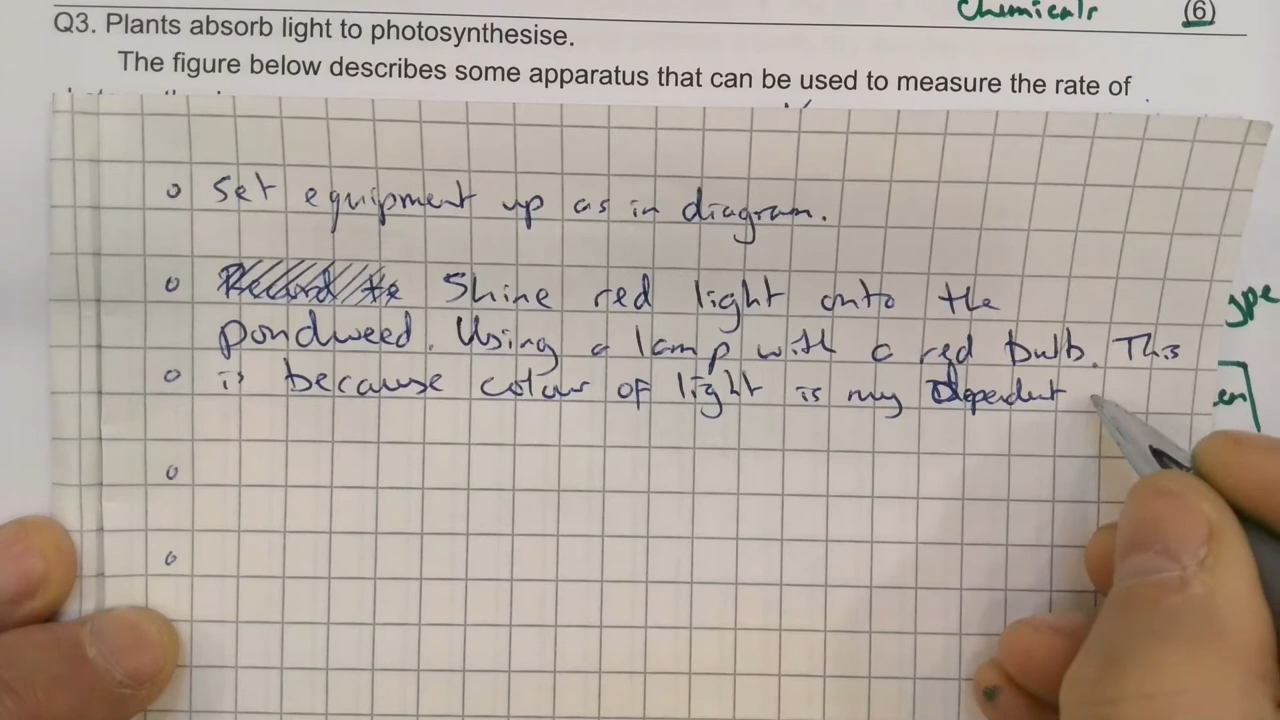 Chemicals (6)
Q3. Plants absorb light to photosynthesise.
The figure below describes some apparatus that can be used to measure the rate of
o Set equipment up as in diagram.
o Shine red light onto the
pondweed. Using a lamp with a red bulb. This
o is because colour of light is my dependent
o
o